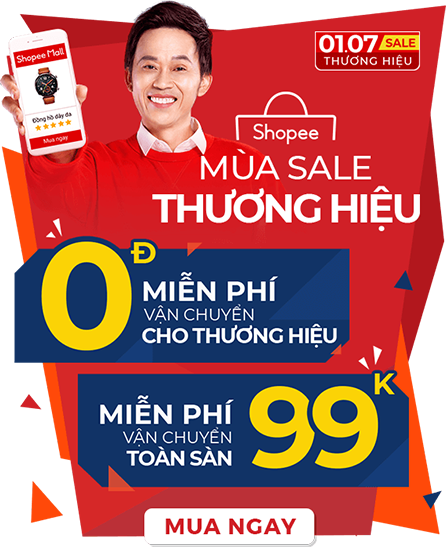 Shopee Mall
Đồng hồ dây da
Mua ngay
01.07 SALE
THƯƠNG HIỆU
Shopee
MÙA SALE
THƯƠNG HIỆU
0Đ
MIỄN PHÍ
VẬN CHUYỂN
CHO THƯƠNG HIỆU
MIỄN PHÍ
VẬN CHUYỂN
TOÀN SÀN
99K
MUA NGAY